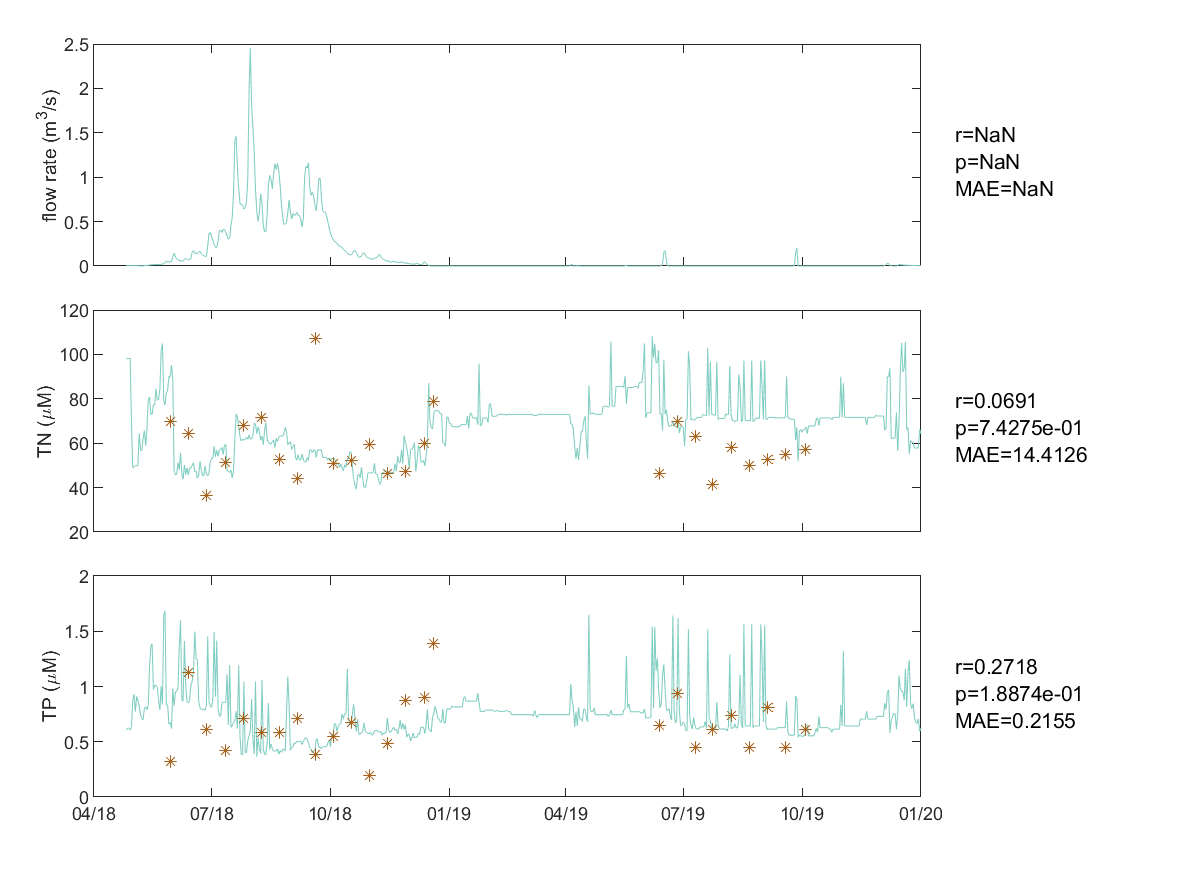 2.5
2
1.5
1
0.5
0
flow rate (m³/s)
r=NaN
p=NaN
MAE=NaN
120
100
80
60
40
20
TN (μM)
r=0.0691
p=7.4275e-01
MAE=14.4126
2
1.5
1
0.5
0
TP (μM)
r=0.2718
p=1.8874e-01
MAE=0.2155
04/18 07/18 10/18 01/19 04/19 07/19 10/19 01/20